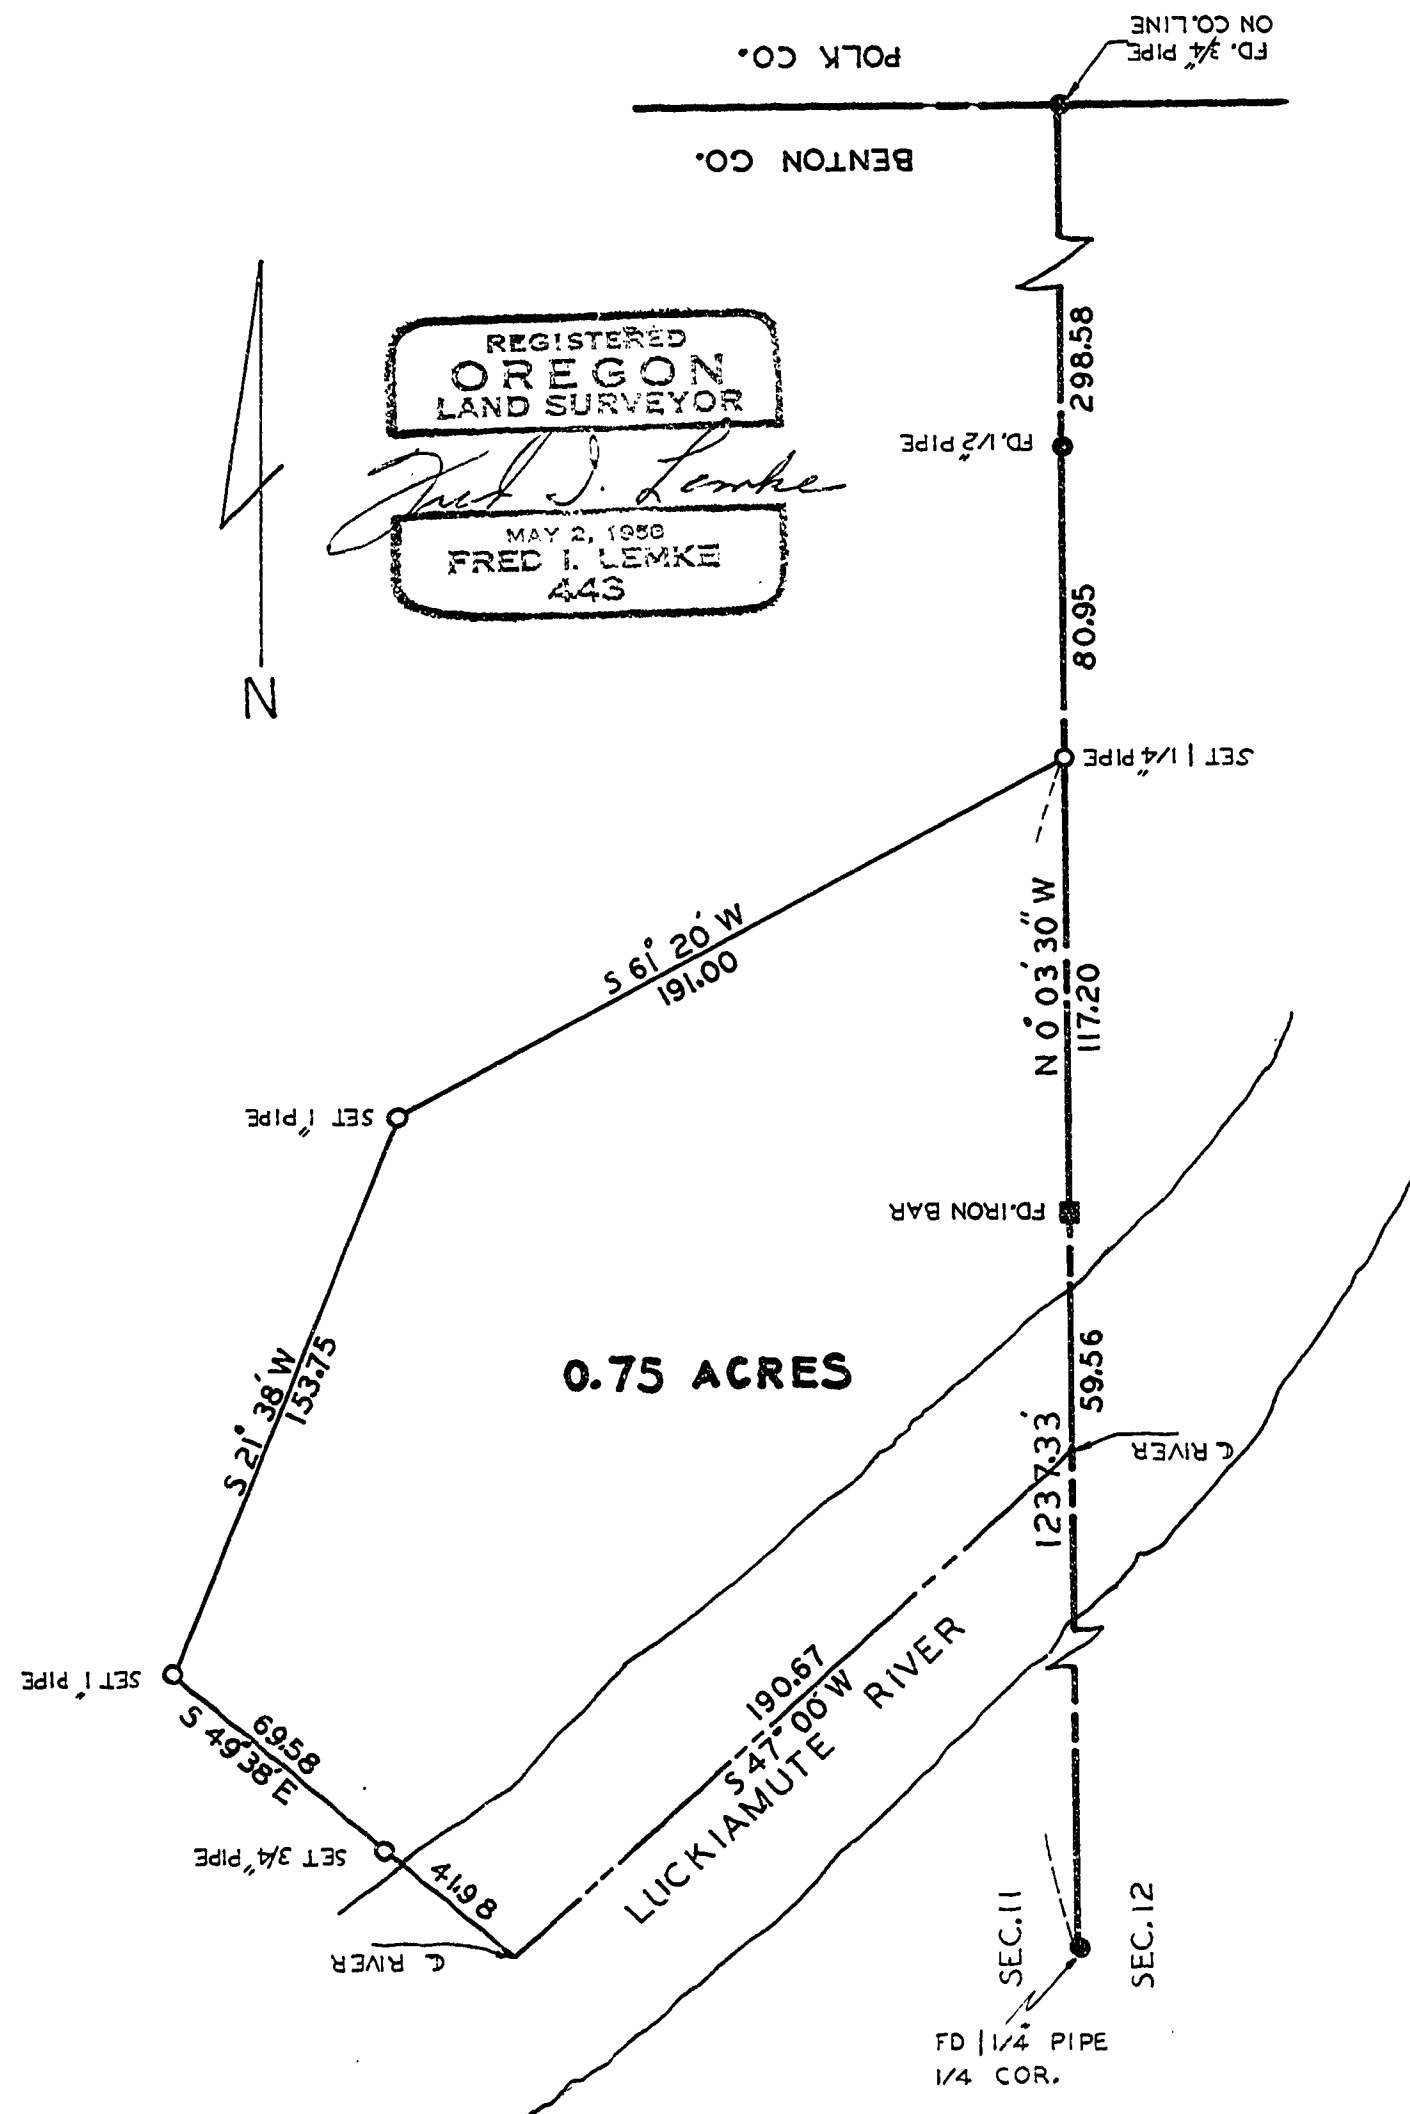 FD. 3/4" PIPE
ON CO. LINE
POLK CO.
BENTON CO.
REGISTERED
OREGON
LAND SURVEYOR
Fred I. Lemke
MAY 2, 1958
FRED I. LEMKE
443
N
298.58
FD. 1/2" PIPE
80.95
SET 1 1/4" PIPE
S 61° 20' W
191.00
N 0° 03' 30" W
117.20
SET 1" PIPE
FD. IRON BAR
S 21° 38' W
153.75
0.75 ACRES
59.56
1237.33'
℄ RIVER
SET 1" PIPE
69.58
S 49° 38' E
SET 3/4" PIPE
41.98
℄ RIVER
190.67
S 47° 00' W
LUCKIAMUTE RIVER
SEC. 11
SEC. 12
FD 1 1/4" PIPE
1/4 COR.